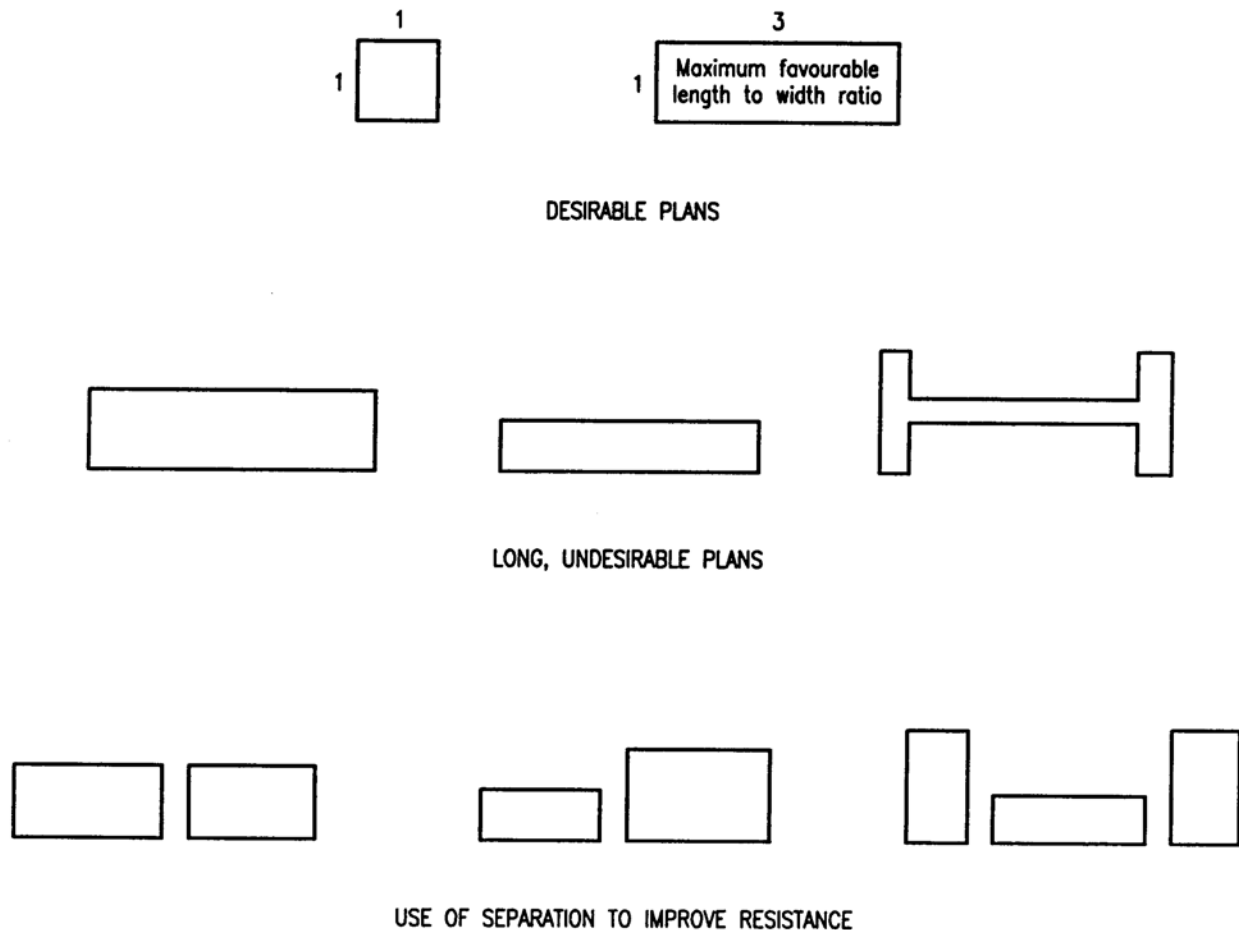 1
3
1
1
Maximum favourable
length to width ratio
DESIRABLE PLANS
LONG, UNDESIRABLE PLANS
USE OF SEPARATION TO IMPROVE RESISTANCE